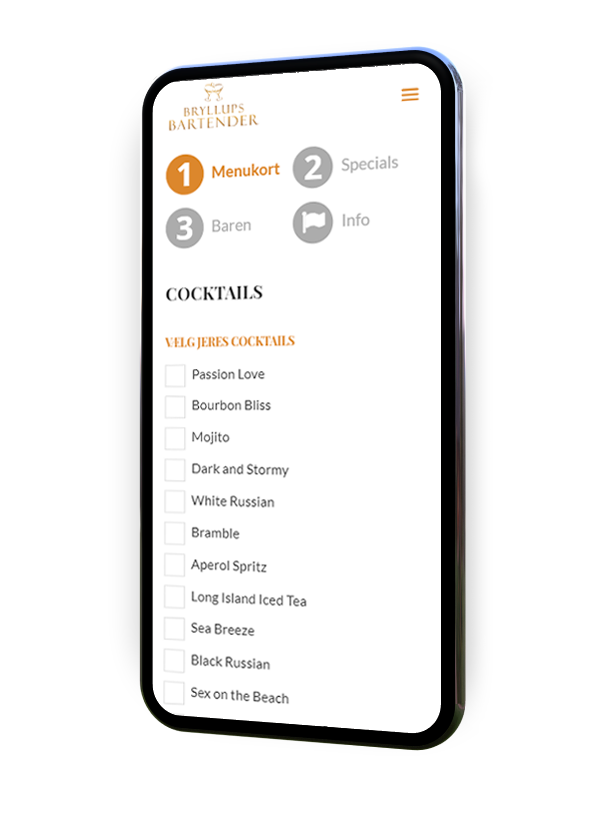 BRYLLUPS
BARTENDER
1 Menukort
2 Specials
3 Baren
Info
COCKTAILS
VÆLG JERES COCKTAILS
Passion Love
Bourbon Bliss
Mojito
Dark and Stormy
White Russian
Bramble
Aperol Spritz
Long Island Iced Tea
Sea Breeze
Black Russian
Sex on the Beach